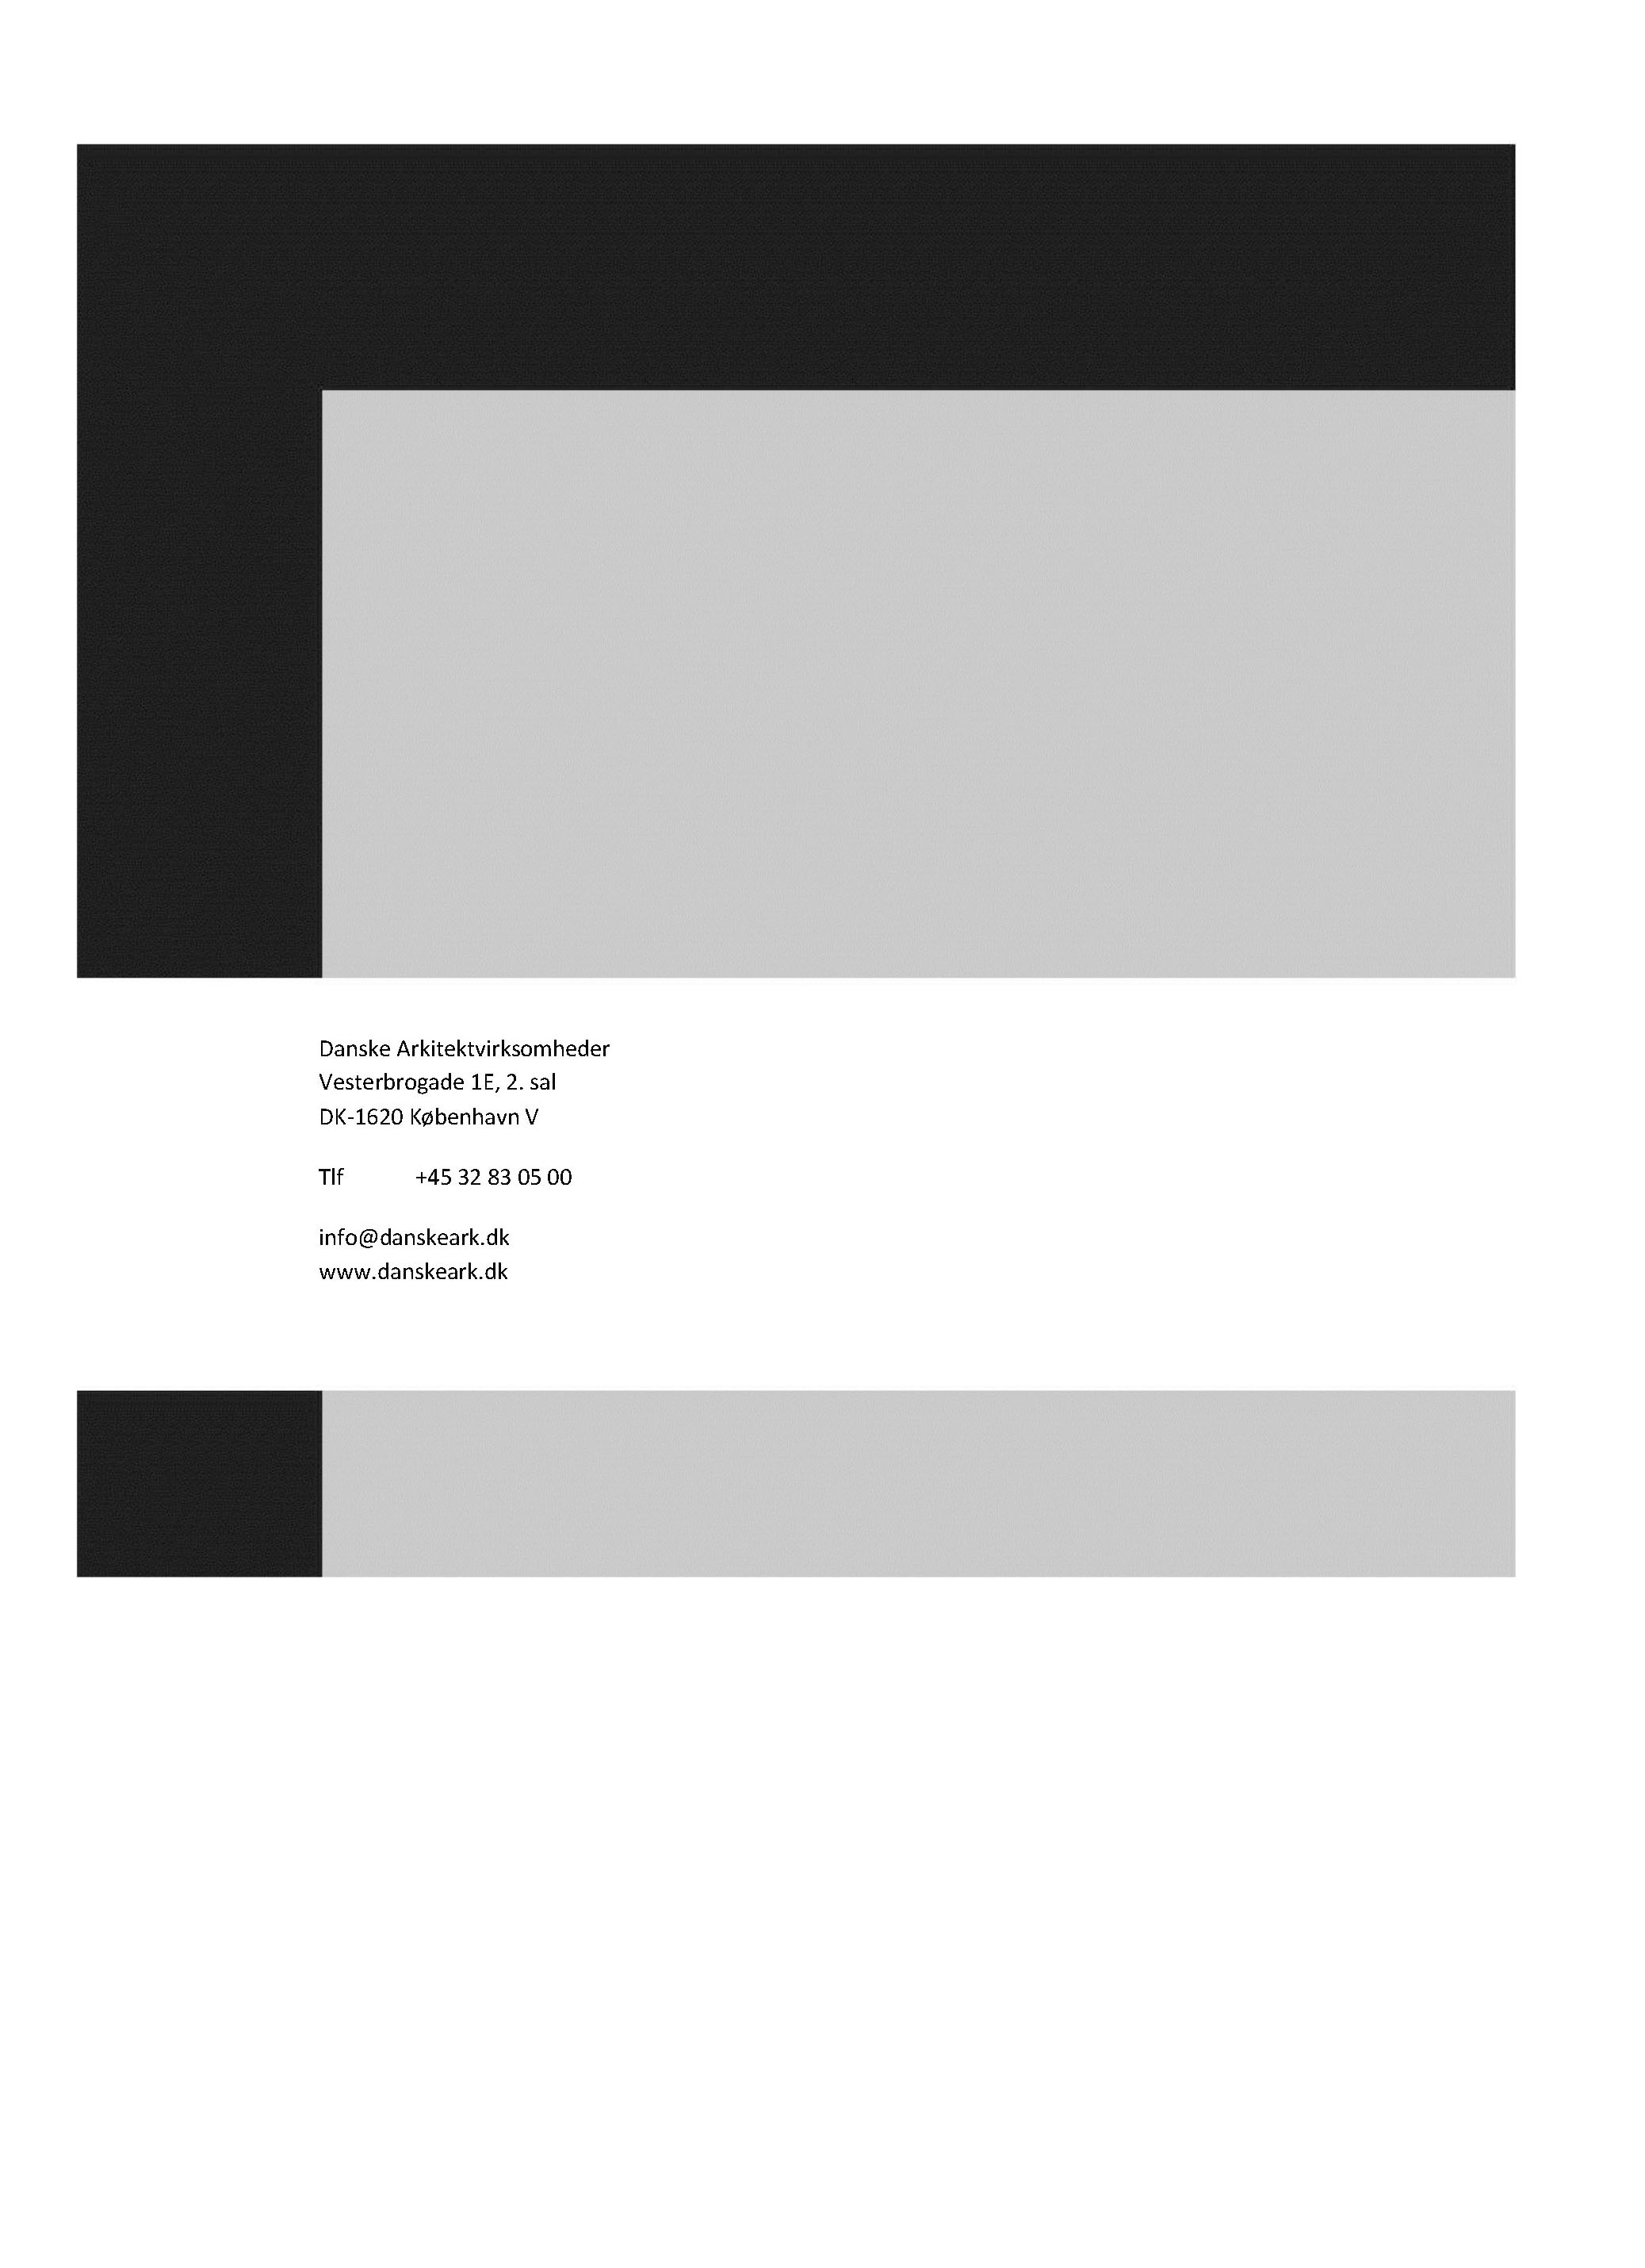 Danske Arkitektvirksomheder
Vesterbrogade 1E, 2. sal
DK-1620 København V
Tlf +45 32 83 05 00
info@danskeark.dk
www.danskeark.dk